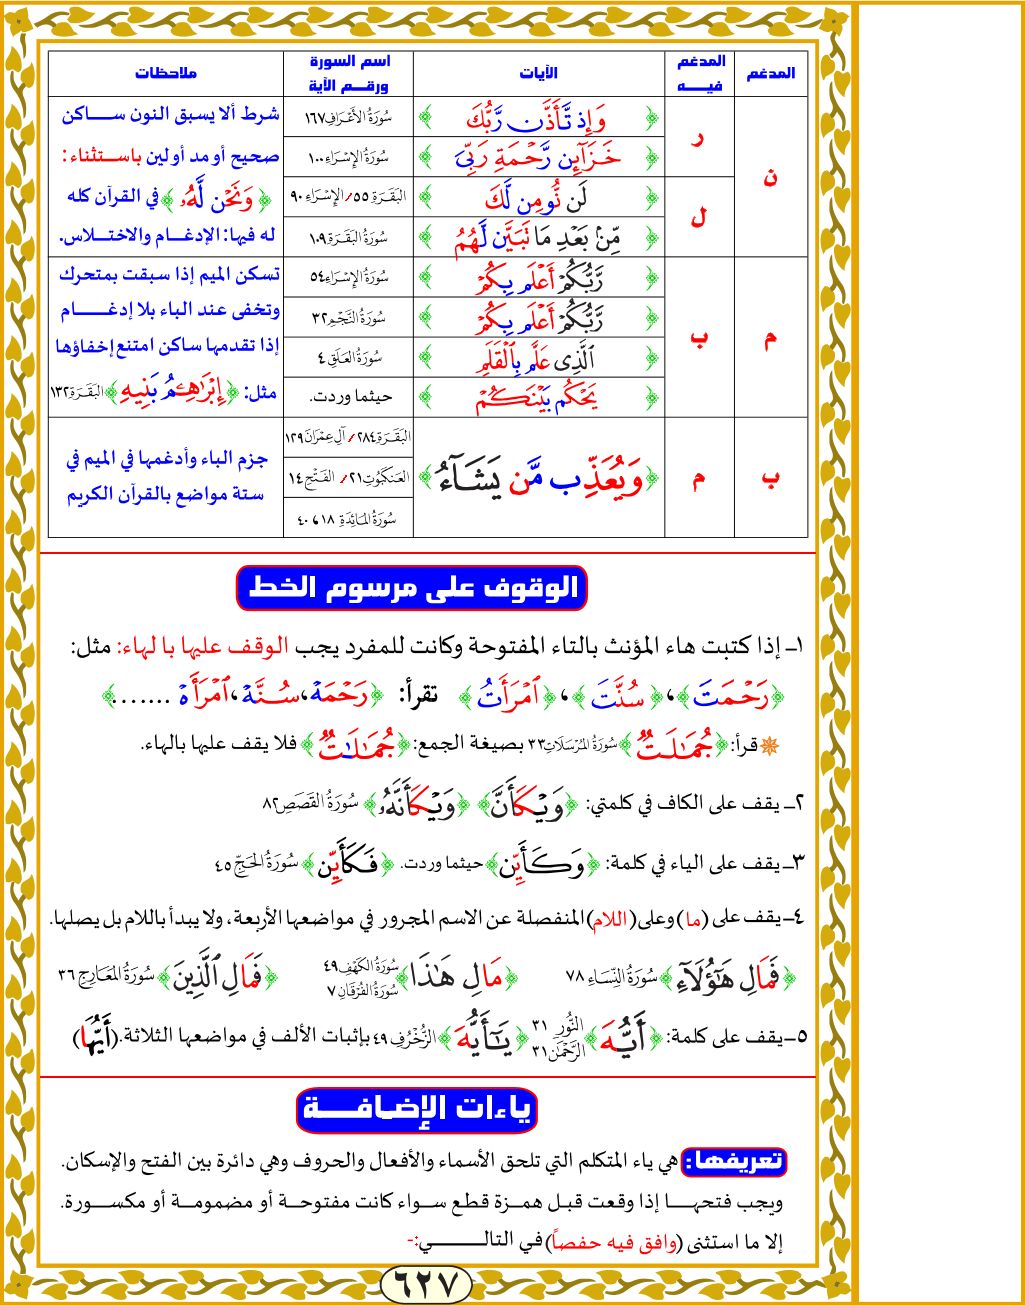 المدغم المدغم فيه الآيات اسم السورة ورقم الآية ملاحظات
ن ر ﴿وَإِذ تَّأَذَّن رَّبُّكَ﴾ سُورَةُ الأَعْرَاف ١٦٧ شرط ألا يسبق النون ساكن
﴿خَزَآئِن رَّحْمَةِ رَبِّيَ﴾ سُورَةُ الإِسْرَاء ١٠٠ صحيح أو مد أو لين باستثناء:
ل ﴿لَن نُّومِن لَّكَ﴾ البَقَرَة ٥٥/ الإِسْرَاء ٩٠ ﴿وَنَحْن لَّهُۥ﴾ في القرآن كله
﴿مِّنۢ بَعْدِ مَا تَبَيَّن لَّهُمُ﴾ سُورَةُ البَقَرَة ١٠٩ له فيها: الإدغام والاختلاس.
م ب ﴿رَّبُّكُمْ أَعْلَم بِكُمْ﴾ سُورَةُ الإِسْرَاء ٥٤ تسكن الميم إذا سبقت بمتحرك
﴿رَّبُّكُمْ أَعْلَم بِكُمْ﴾ سُورَةُ النَّجْم ٣٢ وتخفى عند الباء بلا إدغام
﴿الَّذِى عَلَّم بِالْقَلَمِ﴾ سُورَةُ العَلَق ٤ إذا تقدمها ساكن امتنع إخفاؤها
﴿يَحْكُم بَيْنَكُمْ﴾ حيثما وردت. مثل: ﴿إِبْرَٰهِـۧمُ بَنِيهِ﴾ البَقَرَة ١٣٢
ب م ﴿وَيُعَذِّب مَّن يَشَآءُ﴾ البَقَرَة ٢٨٤ / آل عِمْرَان ١٢٩ جزم الباء وأدغمها في الميم في
العَنكَبُوت ٢١ / الفَتْح ١٤ ستة مواضع بالقرآن الكريم
سُورَةُ المَائِدَة ١٨، ٤٠
الوقوف على مرسوم الخط
١ـ إذا كتبت هاء المؤنث بالتاء المفتوحة وكانت للمفرد يجب الوقف عليها بالهاء: مثل:
﴿رَحْمَتَ﴾، ﴿سُنَّتَ﴾، ﴿امْرَأَتُ﴾ تقرأ: ﴿رَحْمَهْ، سُنَّهْ، امْرَأَهْ .......﴾
قرأ: ﴿جُمَٰلَتٌ﴾ سُورَةُ المُرْسَلَات ٣٣ بصيغة الجمع: ﴿جُمَٰلَٰتٌ﴾ فلا يقف عليها بالهاء.
٢ـ يقف على الكاف في كلمتي: ﴿وَيْكَأَنَّ﴾ ﴿وَيْكَأَنَّهُۥ﴾ سُورَةُ القَصَص ٨٢
٣ـ يقف على الياء في كلمة: ﴿وَكَأَيِّن﴾ حيثما وردت. ﴿فَكَأَيِّن﴾ سُورَةُ الحَجّ ٤٥
٤ـ يقف على (ما) وعلى (اللام) المنفصلة عن الاسم المجرور في مواضعها الأربعة، ولا يبدأ باللام بل يصلها.
﴿فَمَالِ هَٰٓؤُلَآءِ﴾ سُورَةُ النِّسَاء ٧٨ ﴿مَالِ هَٰذَا﴾ سُورَةُ الكَهْف ٤٩ سُورَةُ الفُرْقَان ٧ ﴿فَمَالِ الَّذِينَ﴾ سُورَةُ المَعَارِج ٣٦
٥ـ يقف على كلمة: ﴿أَيُّهَ﴾ النُّور ٣١ الرَّحْمَٰن ٣١ ﴿يَٰٓأَيُّهَ﴾ الزُّخْرُف ٤٩ بإثبات الألف في مواضعها الثلاثة. (أَيُّهَا)
ياءات الإضافة
تعريفها: هي ياء المتكلم التي تلحق الأسماء والأفعال والحروف وهي دائرة بين الفتح والإسكان.
ويجب فتحها إذا وقعت قبل همزة قطع سواء كانت مفتوحة أو مضمومة أو مكسورة.
إلا ما استثنى (وافق فيه حفصاً) في التالي:-
٦٢٧